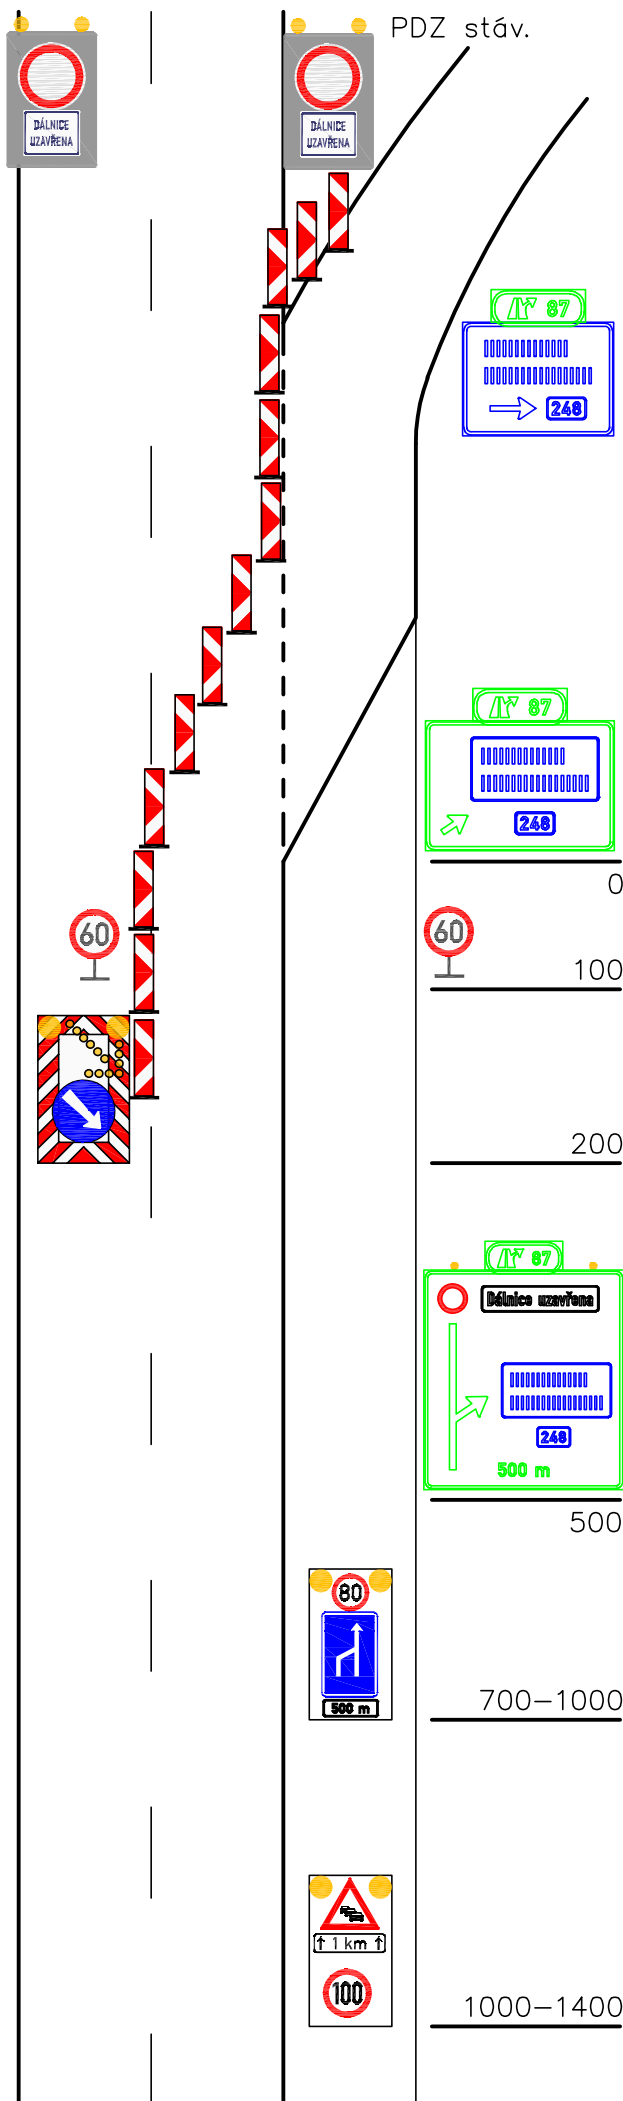 PDZ stáv.
DÁLNICE
UZAVŘENA
DÁLNICE
UZAVŘENA
87
248
87
248
0
60
60
100
200
87
Dálnice uzavřena
248
500 m
500
80
500 m
700-1000
↑ 1 km ↑
100
1000-1400